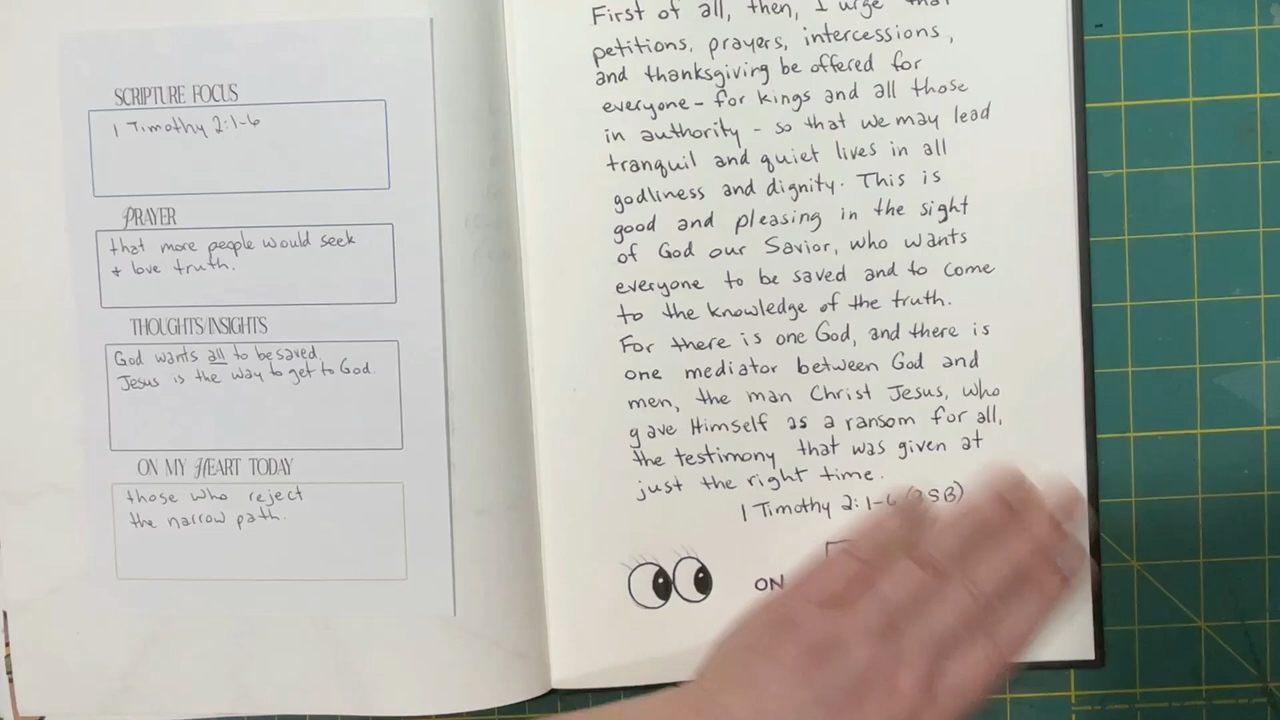 SCRIPTURE FOCUS
1 Timothy 2:1-6
PRAYER
that more people would seek
+ love truth.
THOUGHTS/INSIGHTS
God wants all to be saved.
Jesus is the way to get to God.
ON MY HEART TODAY
those who reject
the narrow path.
First of all, then, I urge that
petitions, prayers, intercessions,
and thanksgiving be offered for
everyone - for kings and all those
in authority - so that we may lead
tranquil and quiet lives in all
godliness and dignity. This is
good and pleasing in the sight
of God our Savior, who wants
everyone to be saved and to come
to the knowledge of the truth.
For there is one God, and there is
one mediator between God and
men, the man Christ Jesus, who
gave Himself as a ransom for all,
the testimony that was given at
just the right time.
1 Timothy 2:1-6
ON